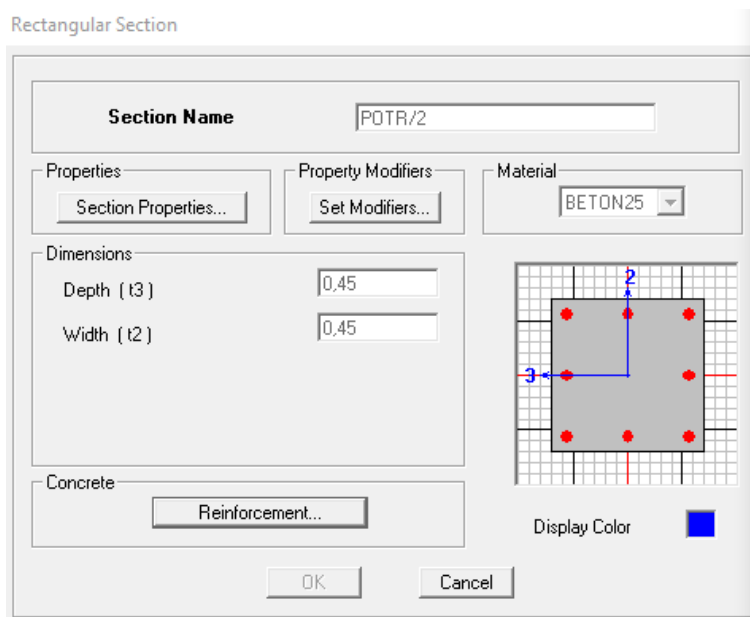 Rectangular Section
Section Name
POTR/2
Properties
Section Properties...
Property Modifiers
Set Modifiers...
Material
BETON25
Dimensions
Depth ( t3 )
0,45
Width ( t2 )
0,45
2
3
Concrete
Reinforcement...
Display Color
OK
Cancel